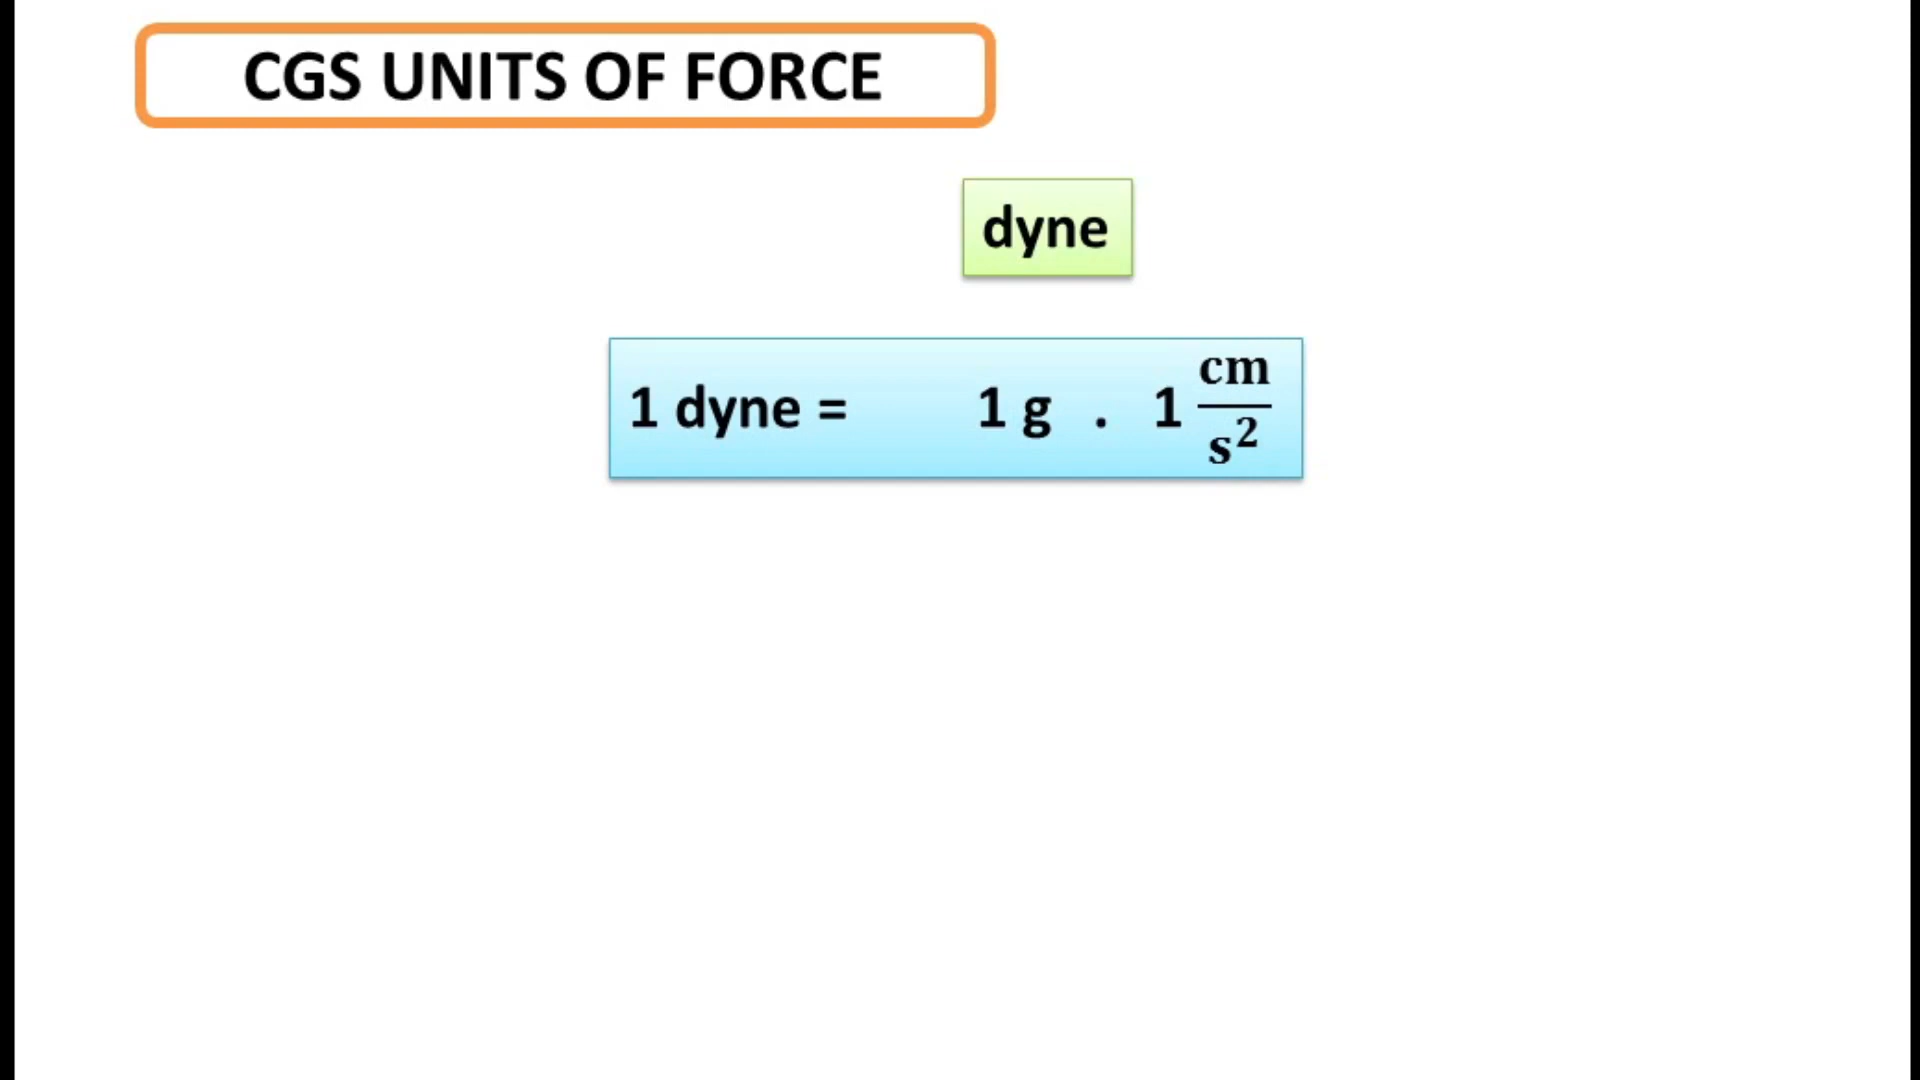 CGS UNITS OF FORCE
dyne
1 dyne = 1 g . 1 cm/s²